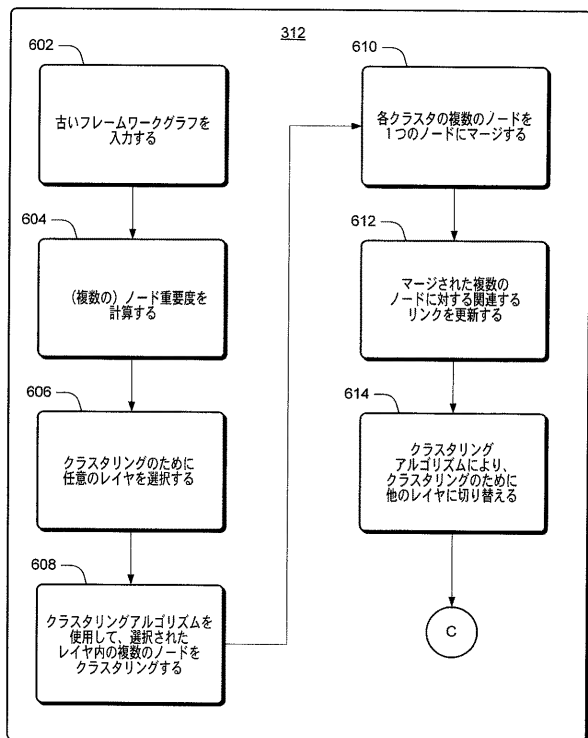 312
602
古いフレームワークグラフを
入力する
604
(複数の)ノード重要度を
計算する
606
クラスタリングのために
任意のレイヤを選択する
608
クラスタリングアルゴリズムを
使用して、選択された
レイヤ内の複数のノードを
クラスタリングする
610
各クラスタの複数のノードを
1つのノードにマージする
612
マージされた複数の
ノードに対する関連する
リンクを更新する
614
クラスタリング
アルゴリズムにより、
クラスタリングのために
他のレイヤに切り替える
C